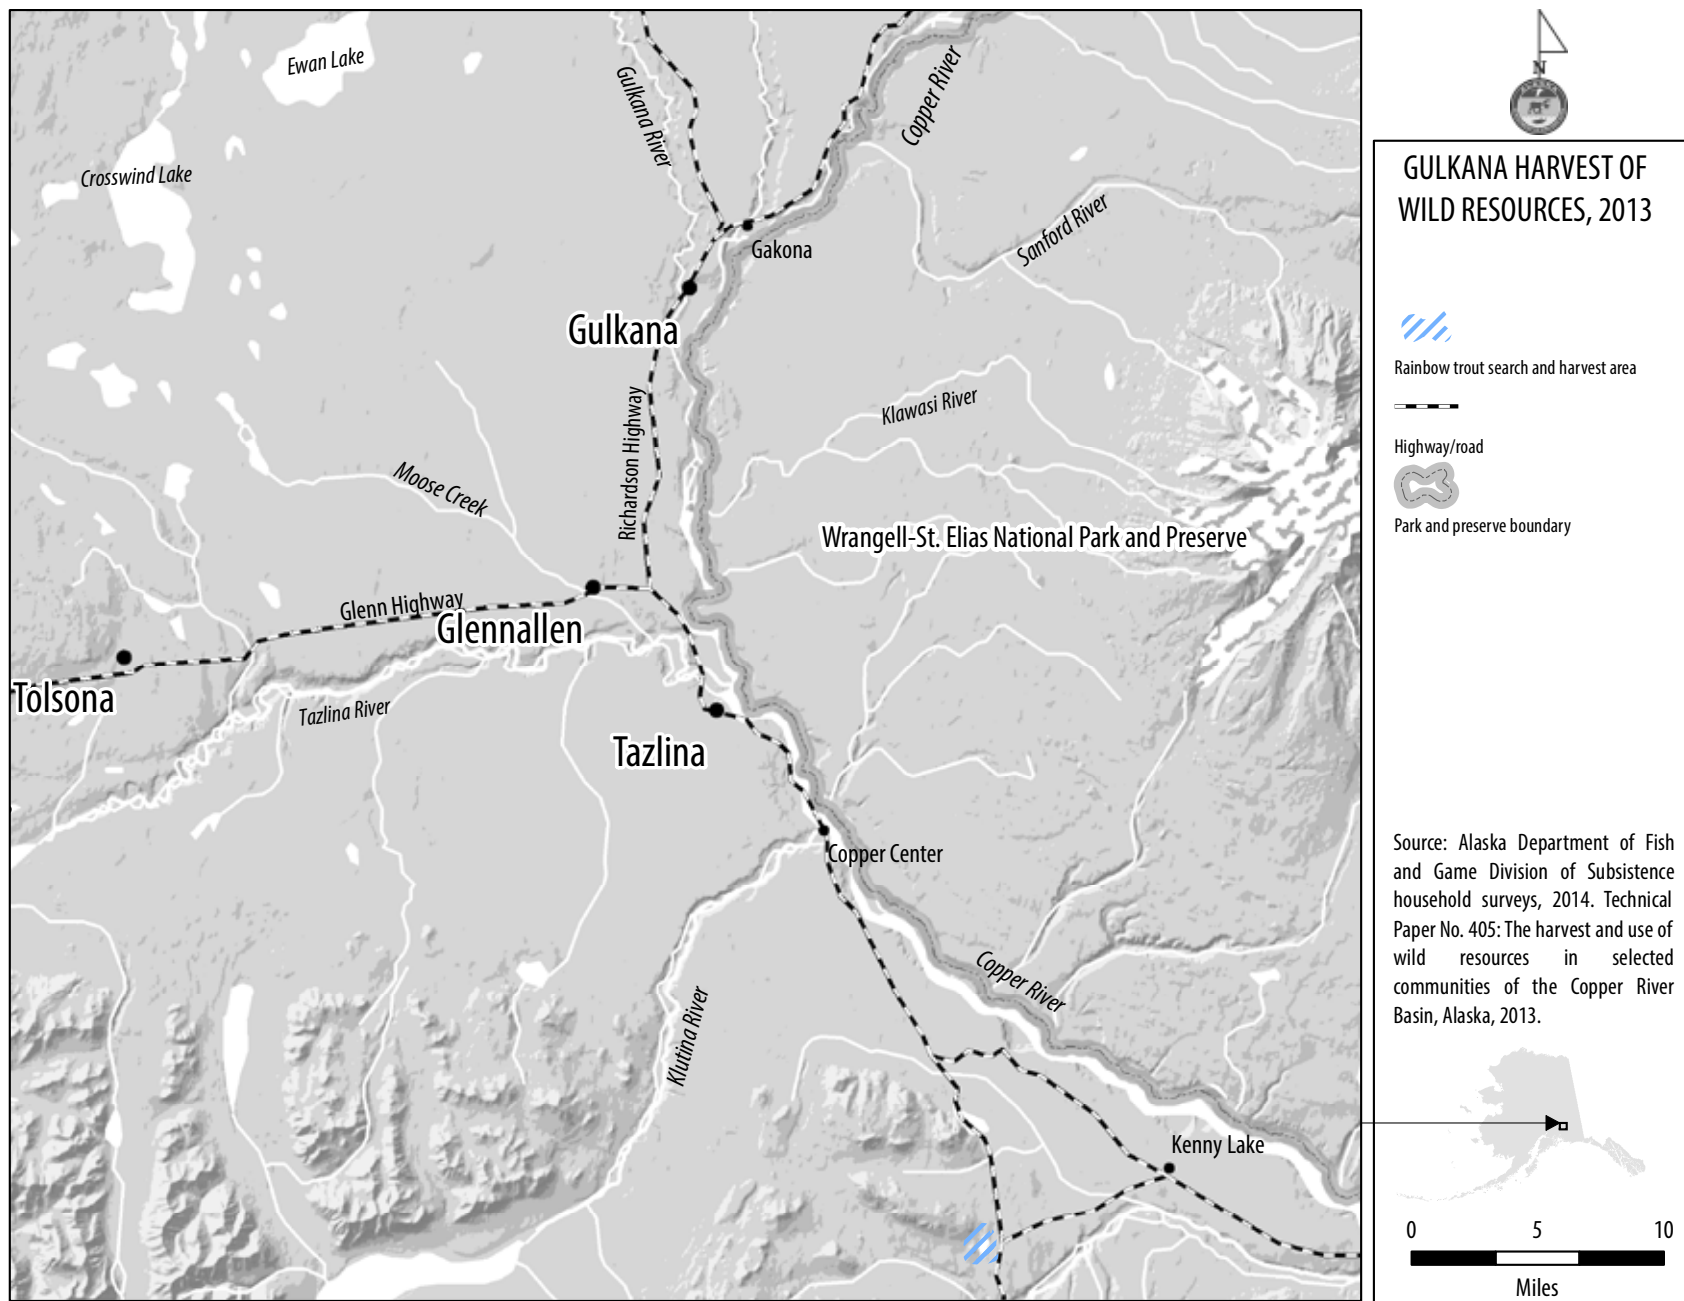 Ewan Lake
Crosswind Lake
Gulkana River
Copper River
Gakona
Sanford River
Gulkana
Richardson Highway
Klawasi River
Moose Creek
Wrangell-St. Elias National Park and Preserve
Glenn Highway
Glennallen
Tolsona
Tazlina River
Tazlina
Copper Center
Copper River
Klutina River
Kenny Lake
N
GULKANA HARVEST OF
WILD RESOURCES, 2013
Rainbow trout search and harvest area
Highway/road
Park and preserve boundary
Source: Alaska Department of Fish
and Game Division of Subsistence
household surveys, 2014. Technical
Paper No. 405: The harvest and use of
wild resources in selected
communities of the Copper River
Basin, Alaska, 2013.
0 5 10
Miles